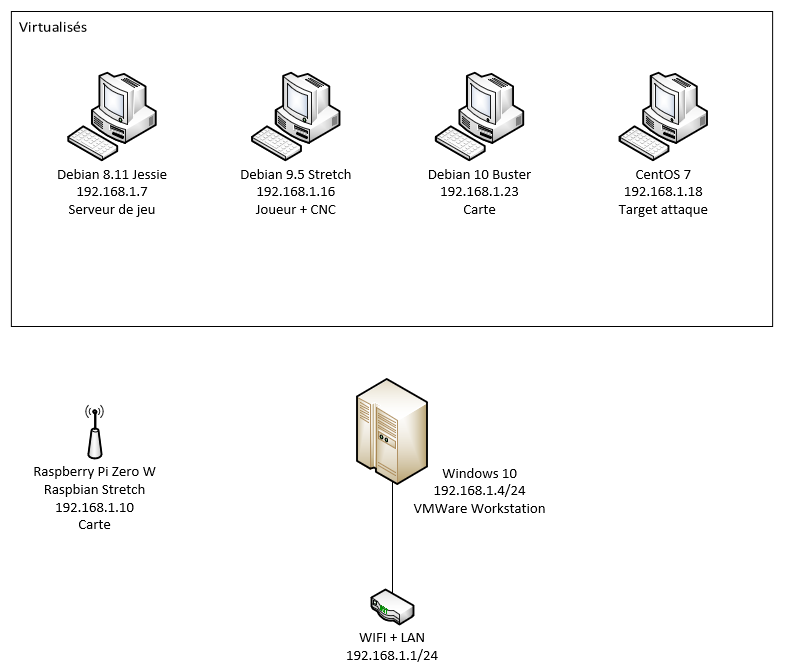 Virtualisés
Debian 8.11 Jessie
192.168.1.7
Serveur de jeu
Debian 9.5 Stretch
192.168.1.16
Joueur + CNC
Debian 10 Buster
192.168.1.23
Carte
CentOS 7
192.168.1.18
Target attaque
Raspberry Pi Zero W
Raspbian Stretch
192.168.1.10
Carte
Windows 10
192.168.1.4/24
VMWare Workstation
WIFI + LAN
192.168.1.1/24